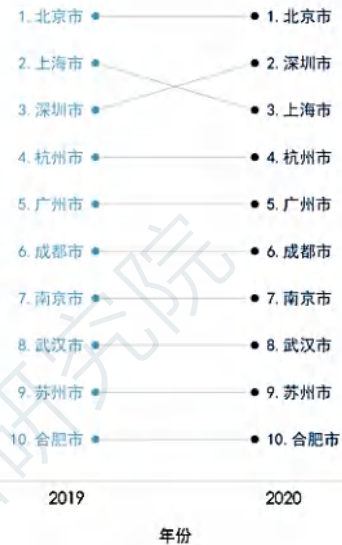 1. 北京市 1. 北京市
2. 上海市 2. 深圳市
3. 深圳市 3. 上海市
4. 杭州市 4. 杭州市
5. 广州市 5. 广州市
6. 成都市 6. 成都市
7. 南京市 7. 南京市
8. 武汉市 8. 武汉市
9. 苏州市 9. 苏州市
10. 合肥市 10. 合肥市
2019 2020
年份
研究院